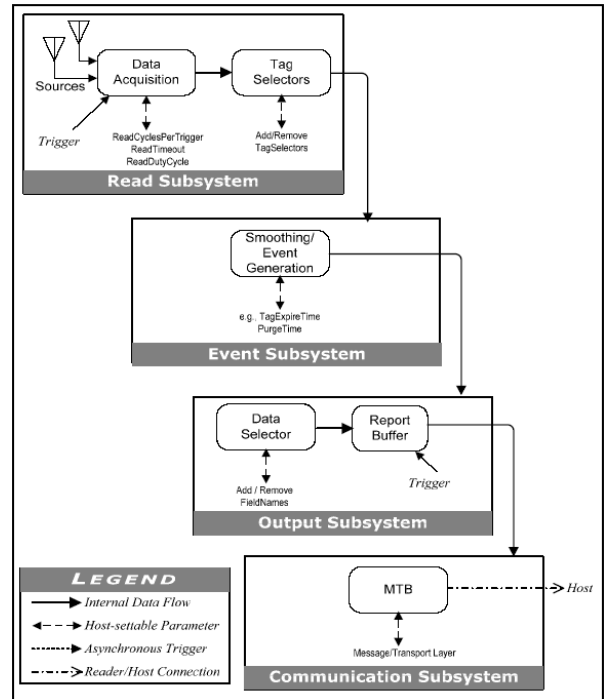 Sources
Data
Acquisition
Tag
Selectors
Trigger
ReadCyclesPerTrigger
ReadTimeout
ReadDutyCycle
Add/Remove
TagSelectors
Read Subsystem
Smoothing/
Event
Generation
e.g., TagExpireTime
PurgeTime
Event Subsystem
Data
Selector
Report
Buffer
Add / Remove
FieldNames
Trigger
Output Subsystem
MTB
Host
Message/Transport Layer
Communication Subsystem
LEGEND
Internal Data Flow
Host-settable Parameter
Asynchronous Trigger
Reader/Host Connection